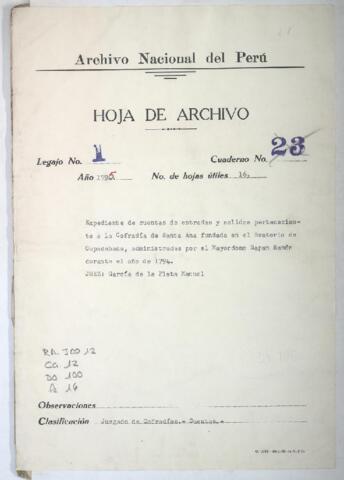 Archivo Nacional del Perú
HOJA DE ARCHIVO
Legajo No. 1 Cuaderno No. 23
Año 1795 No. de hojas útiles 16,
Expediente de cuentas de entradas y salidas pertenecien-
te á la Cofradía de Santa Ana fundada en el Beaterio de
Copacabana, administradas por el Mayordomo Gaspar Ramón
durante el año de 1794.
JUEZ: García de la Plata Manuel
RA. JOO 12
CA. 12
DO 100
A 16
Observaciones
Clasificación Juzgado de Cofradías.- Cuentas.-